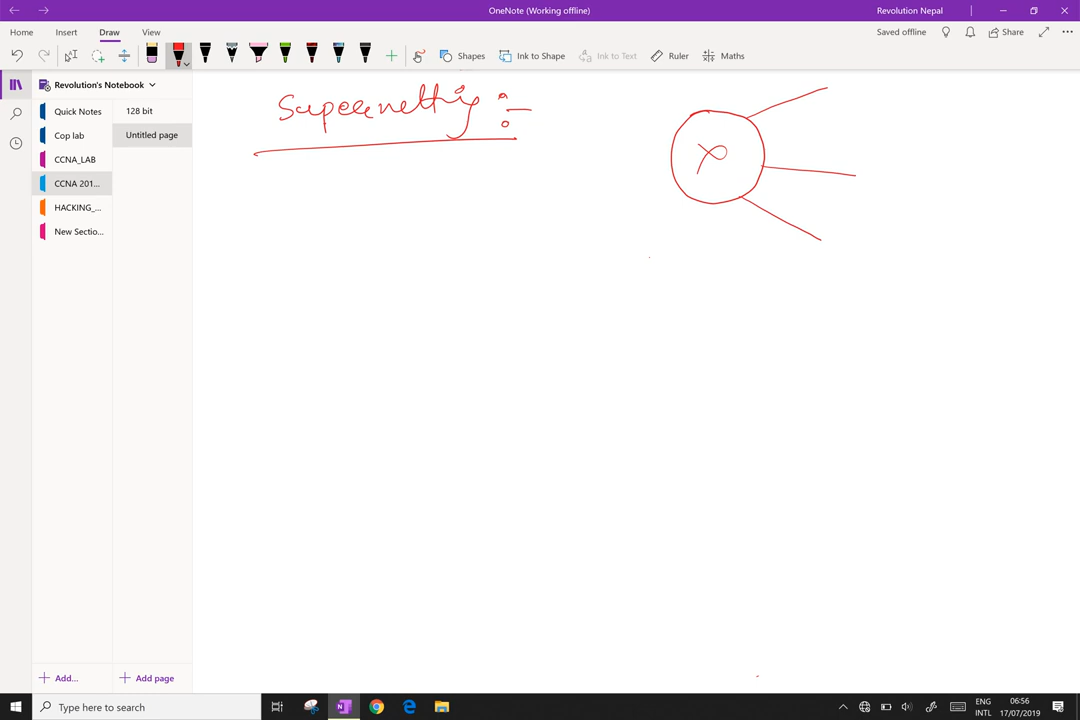 OneNote (Working offline)
Revolution Nepal
Home Insert Draw View
Saved offline
Share
Shapes
Ink to Shape
Ink to Text
Ruler
Maths
Revolution's Notebook
Quick Notes
Cop lab
CCNA_LAB
CCNA 201...
HACKING_...
New Sectio...
128 bit
Untitled page
Supernetting :-
Add...
Add page
Type here to search
ENG
INTL
06:56
17/07/2019